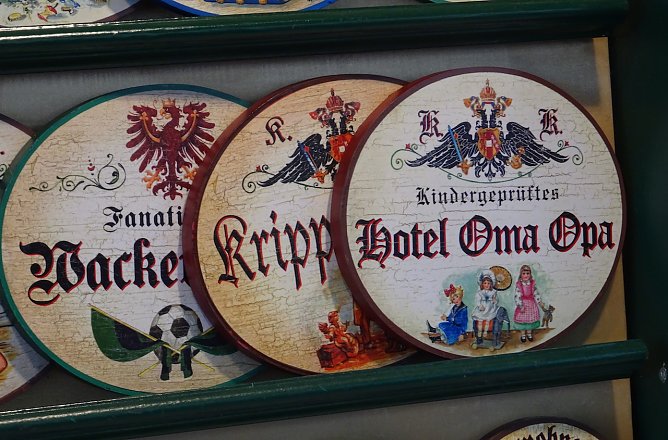 Fanati
Wacke
K.
Kripp
K. K.
Kindergeprüftes
Hotel Oma Opa